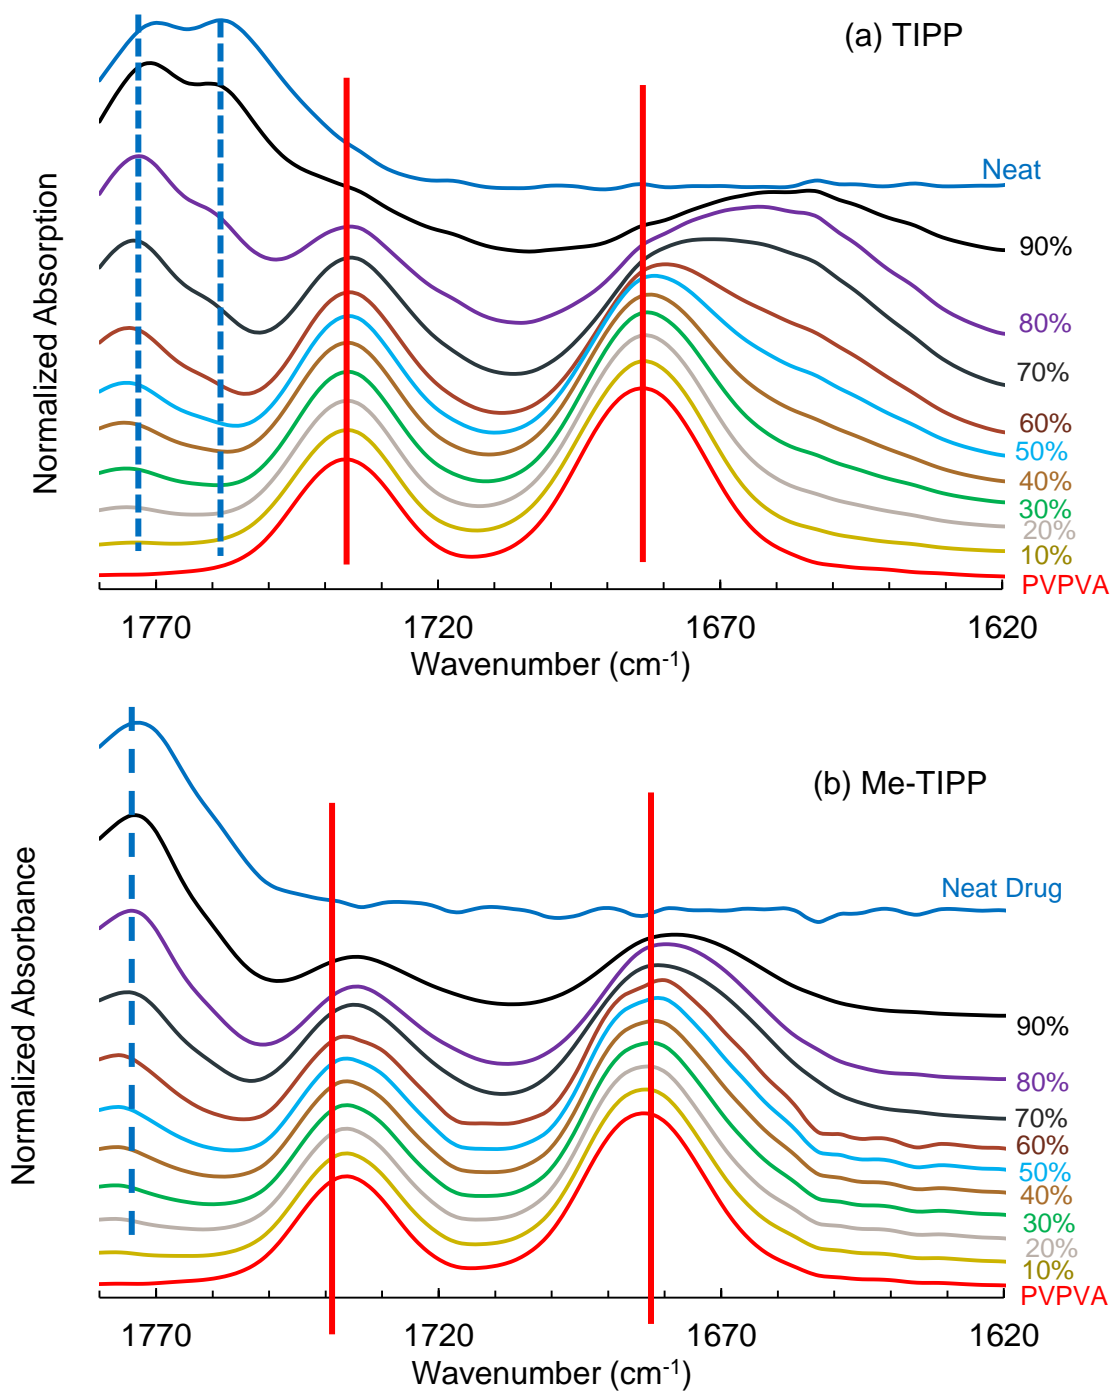 (a) TIPP
Normalized Absorption
Neat
90%
80%
70%
60%
50%
40%
30%
20%
10%
PVPVA
1770 1720 1670 1620
Wavenumber (cm-1)
(b) Me-TIPP
Normalized Absorbance
Neat Drug
90%
80%
70%
60%
50%
40%
30%
20%
10%
PVPVA
1770 1720 1670 1620
Wavenumber (cm-1)